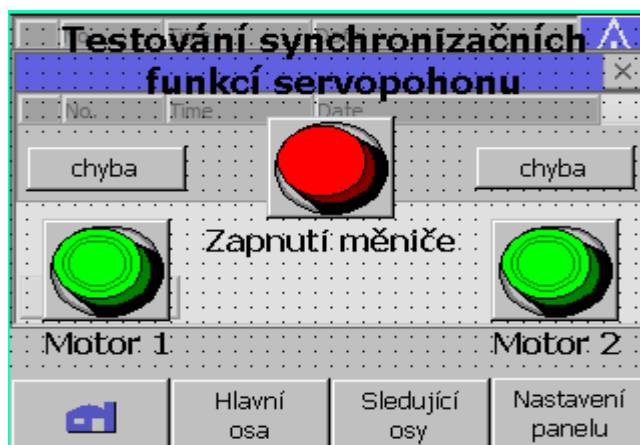 Testování synchronizačních
funkcí servopohonu
No. Time Date
chyba
chyba
Zapnutí měniče
Motor 1
Motor 2
Hlavní
osa
Sledující
osy
Nastavení
panelu